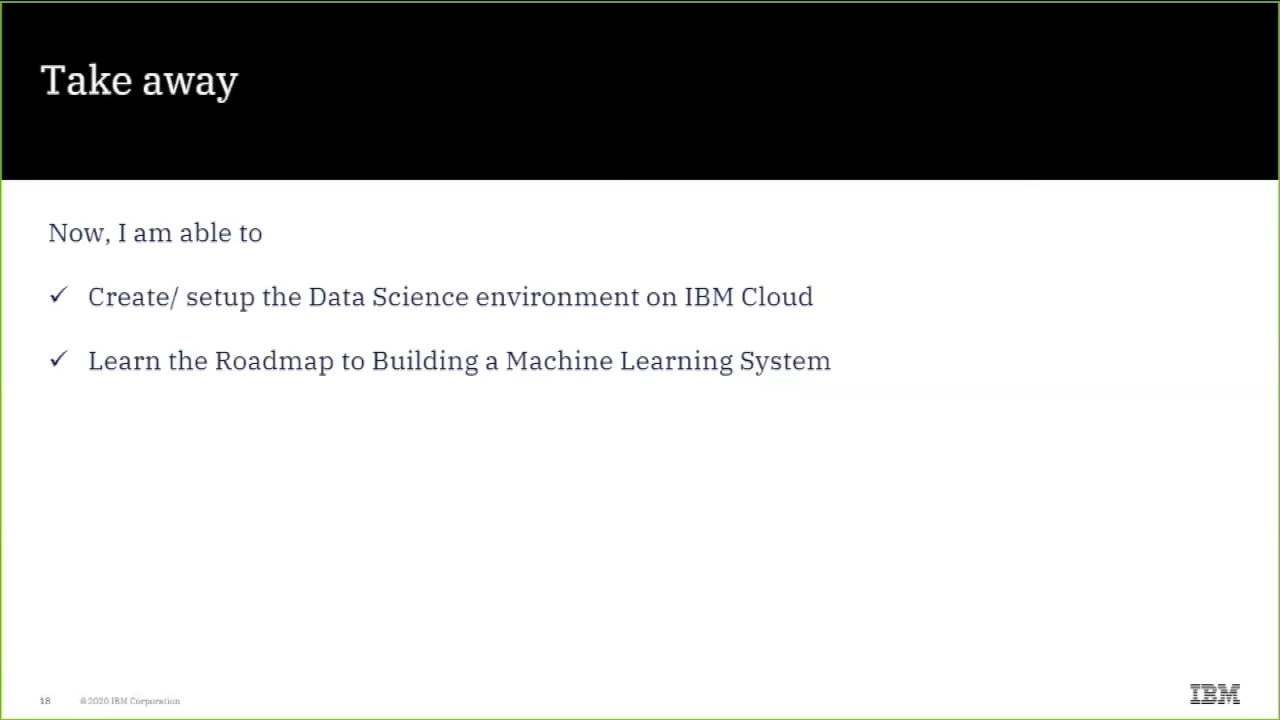 Take away
Now, I am able to
✓ Create/ setup the Data Science environment on IBM Cloud
✓ Learn the Roadmap to Building a Machine Learning System
18 ©2020 IBM Corporation
IBM